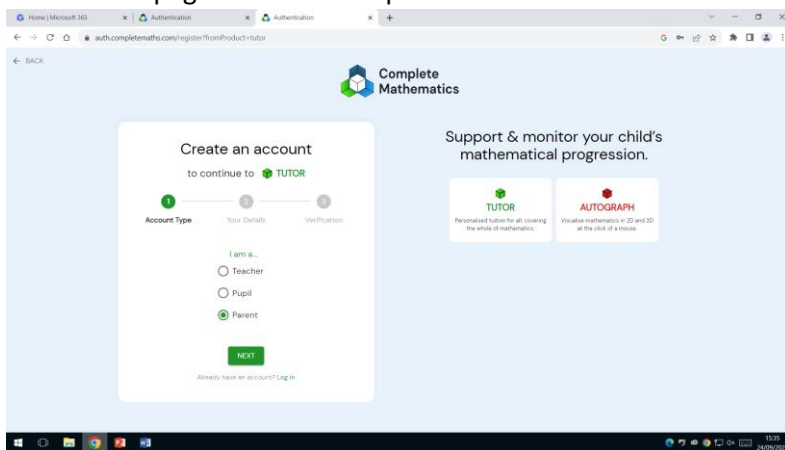 Home | Microsoft 365
Authentication
Authentication
auth.completemaths.com/register?fromProduct=tutor
← BACK
Complete
Mathematics
Create an account
to continue to TUTOR
1 2 3
Account Type Your Details Verification
I am a...
Teacher
Pupil
Parent
NEXT
Already have an account? Log in
Support & monitor your child's
mathematical progression.
TUTOR
Personalised tuition for all, covering
the whole of mathematics.
AUTOGRAPH
Visualise mathematics in 2D and 3D
at the click of a mouse.
15:35